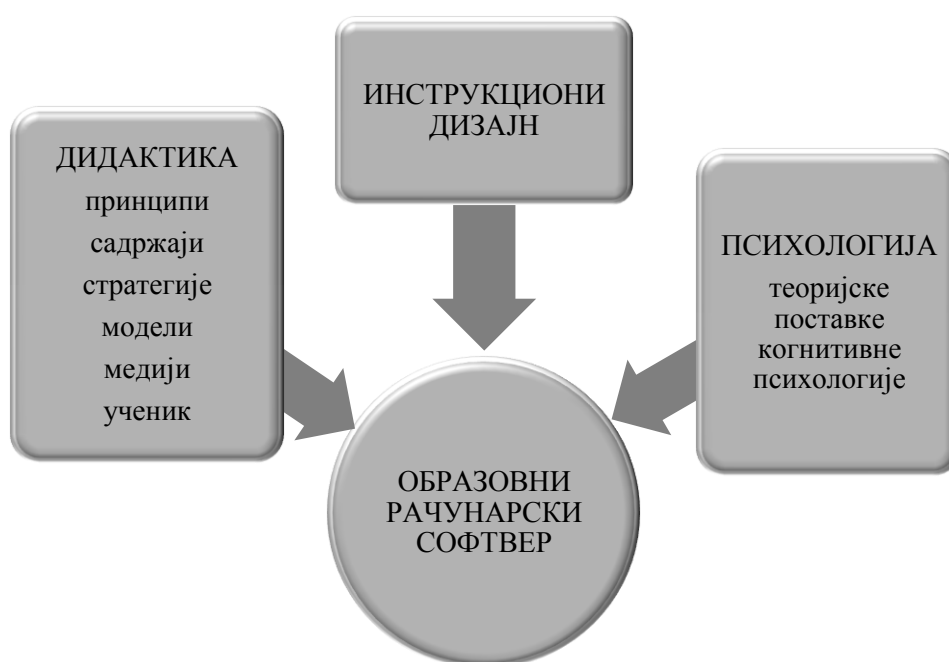 ДИДАКТИКА
принципи
садржаји
стратегије
модели
медији
ученик
ИНСТРУКЦИОНИ
ДИЗАЈН
ПСИХОЛОГИЈА
теоријске
поставке
когнитивне
психологије
ОБРАЗОВНИ
РАЧУНАРСКИ
СОФТВЕР